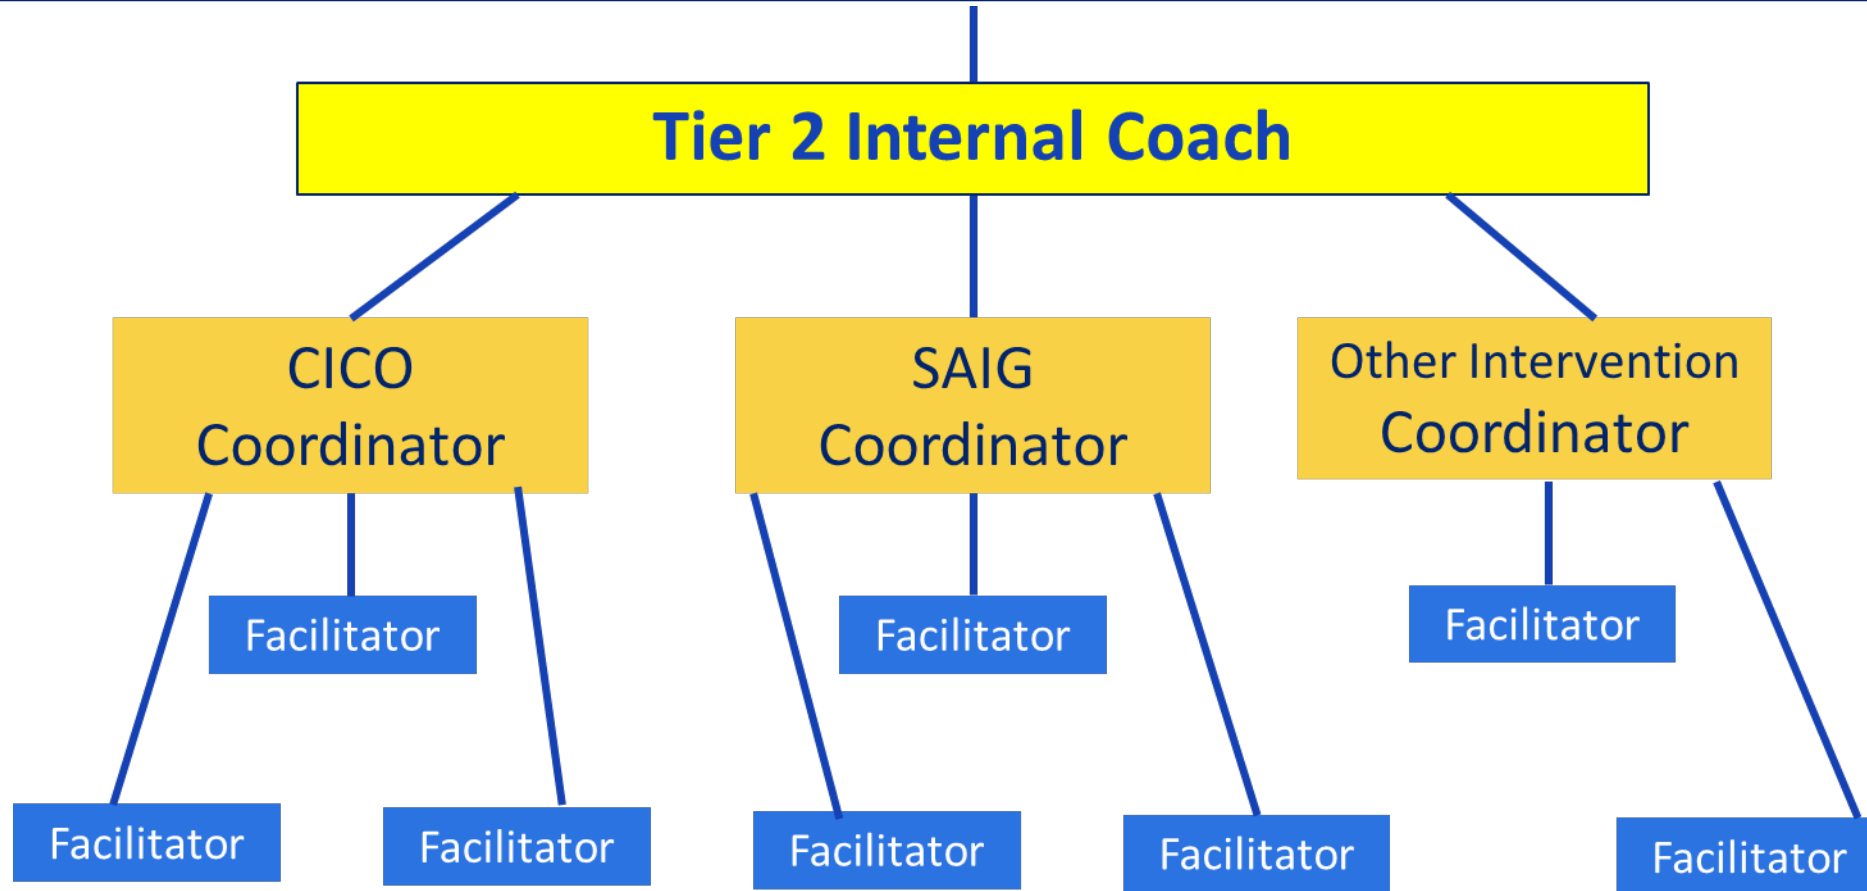 Tier 2 Internal Coach
CICO
Coordinator
SAIG
Coordinator
Other Intervention
Coordinator
Facilitator
Facilitator
Facilitator
Facilitator
Facilitator
Facilitator
Facilitator
Facilitator